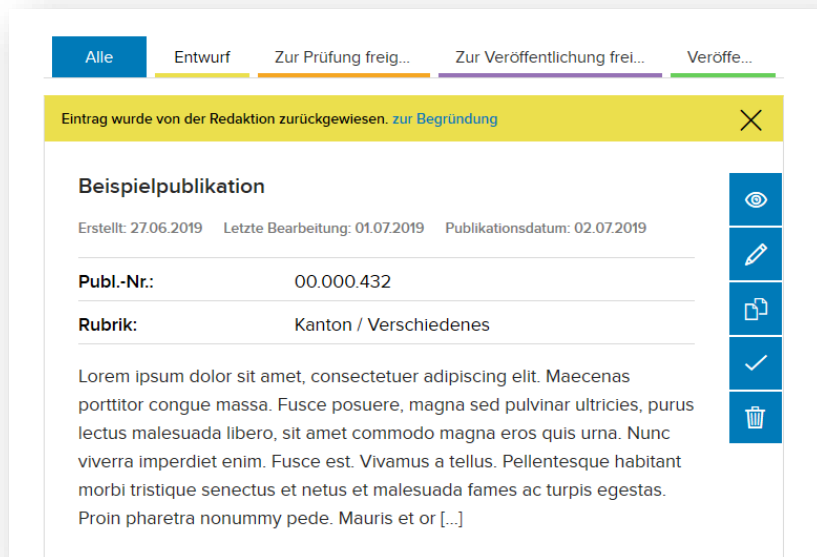 Alle Entwurf Zur Prüfung freig... Zur Veröffentlichung frei... Veröffe...
Eintrag wurde von der Redaktion zurückgewiesen. zur Begründung
Beispielpublikation
Erstellt: 27.06.2019 Letzte Bearbeitung: 01.07.2019 Publikationsdatum: 02.07.2019
Publ.-Nr.: 00.000.432
Rubrik: Kanton / Verschiedenes
Lorem ipsum dolor sit amet, consectetuer adipiscing elit. Maecenas
porttitor congue massa. Fusce posuere, magna sed pulvinar ultricies, purus
lectus malesuada libero, sit amet commodo magna eros quis urna. Nunc
viverra imperdiet enim. Fusce est. Vivamus a tellus. Pellentesque habitant
morbi tristique senectus et netus et malesuada fames ac turpis egestas.
Proin pharetra nonummy pede. Mauris et or [...]